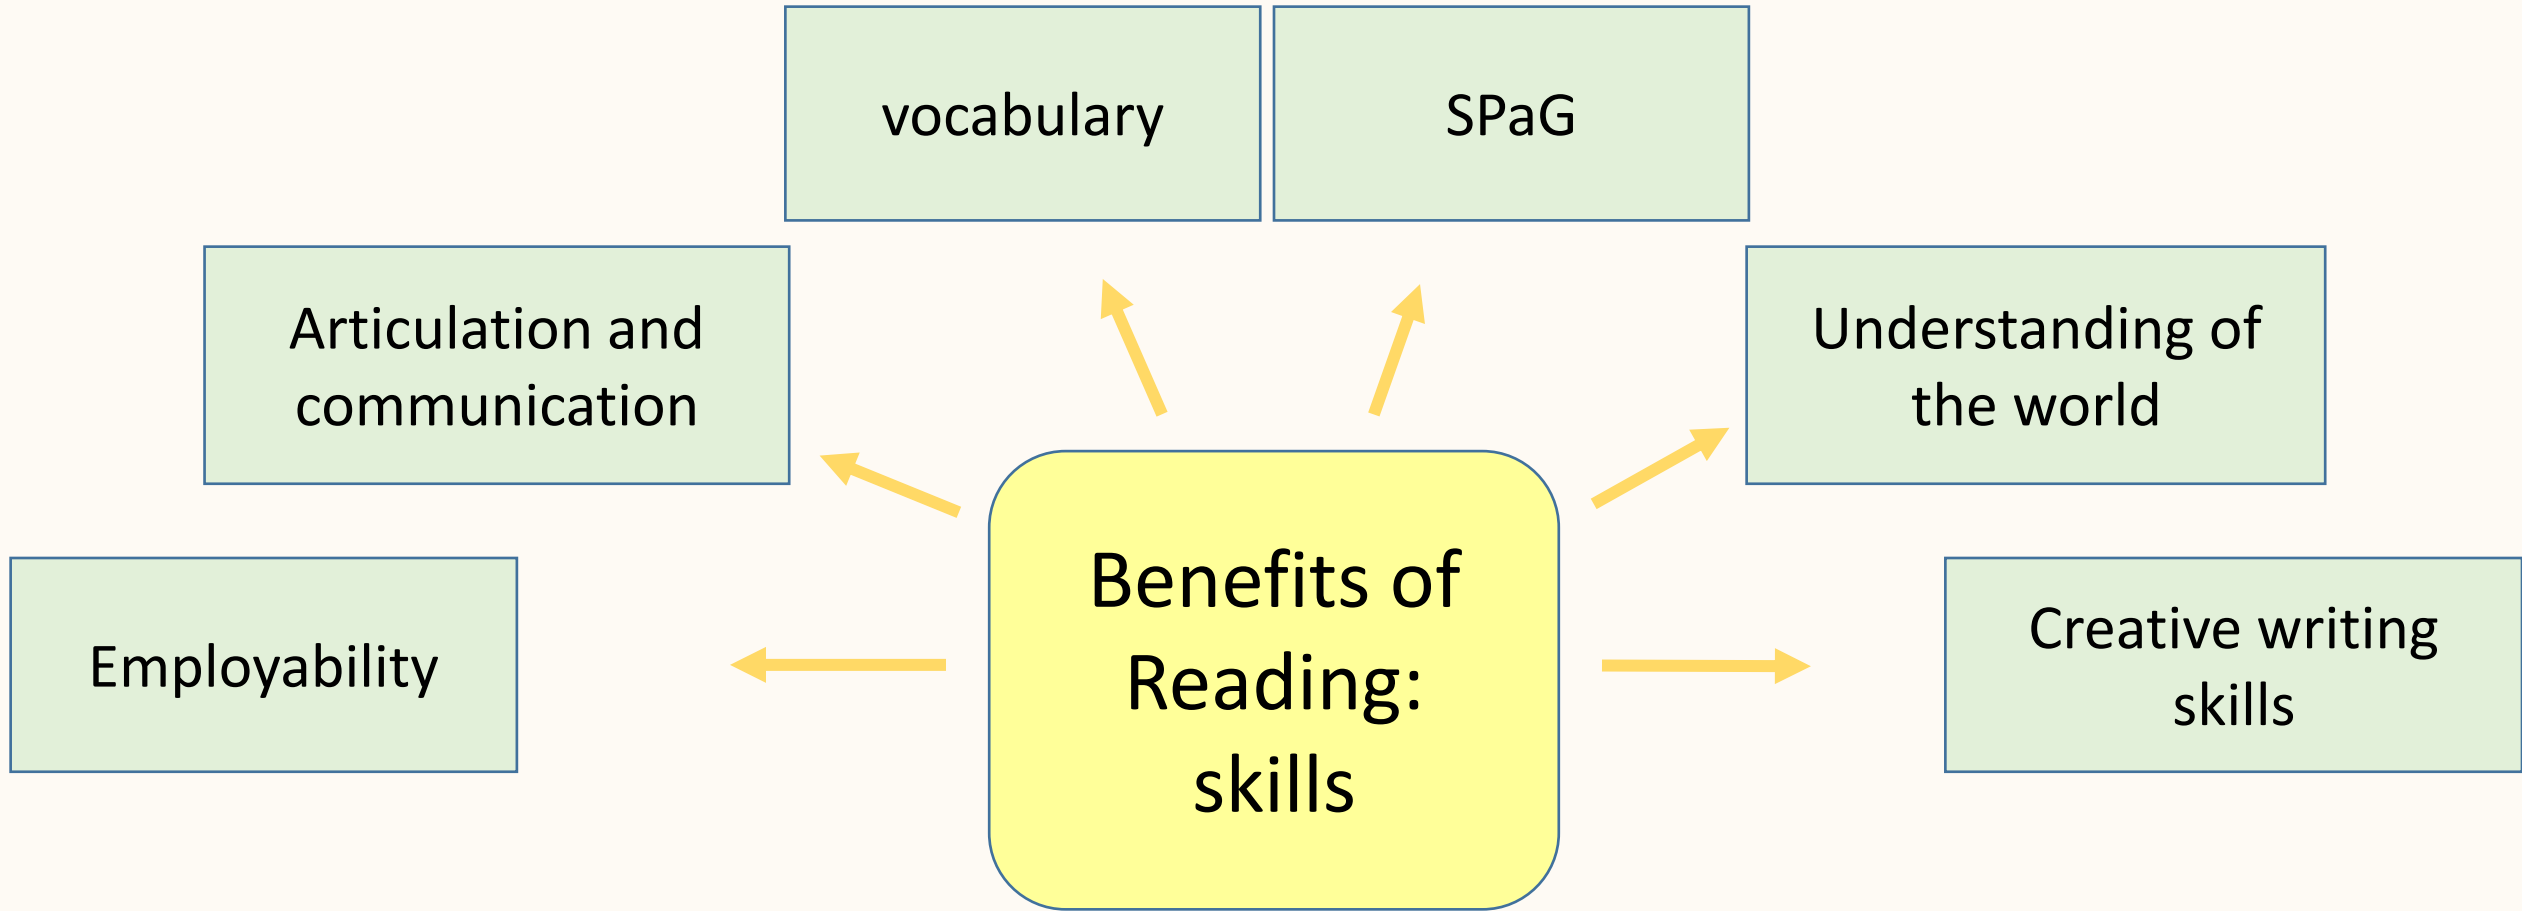 vocabulary
SPaG
Articulation and
communication
Understanding of
the world
Employability
Benefits of
Reading:
skills
Creative writing
skills